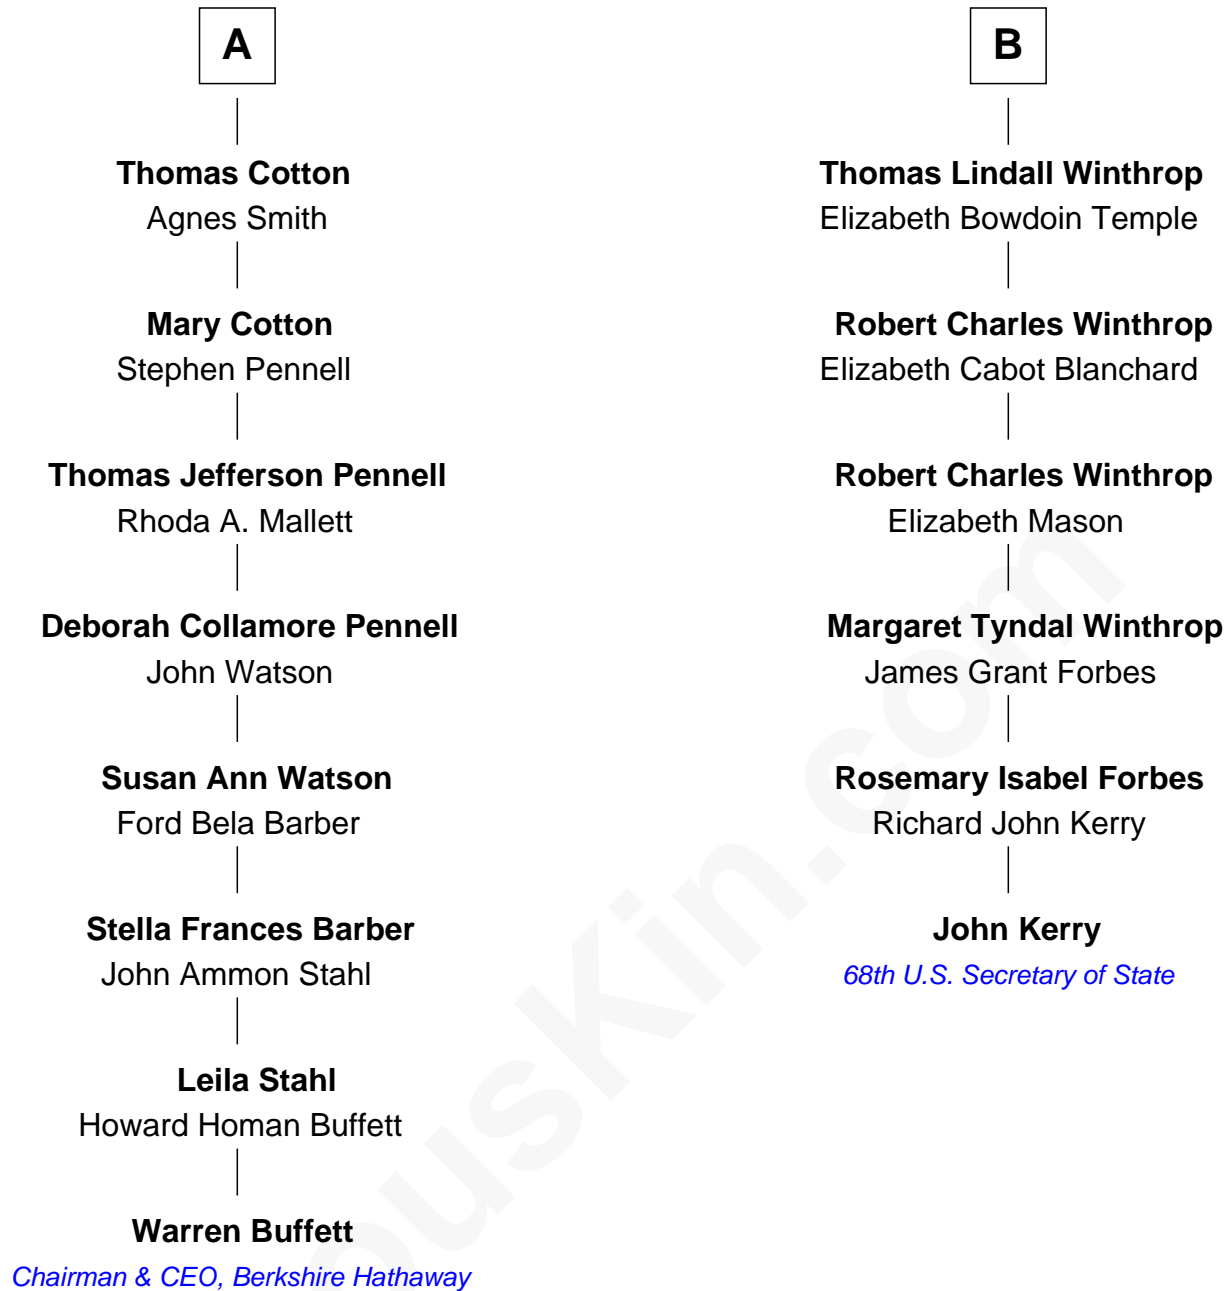 A
Thomas Cotton
Agnes Smith
Mary Cotton
Stephen Pennell
Thomas Jefferson Pennell
Rhoda A. Mallett
Deborah Collamore Pennell
John Watson
Susan Ann Watson
Ford Bela Barber
Stella Frances Barber
John Ammon Stahl
Leila Stahl
Howard Homan Buffett
Warren Buffett
Chairman & CEO, Berkshire Hathaway
B
Thomas Lindall Winthrop
Elizabeth Bowdoin Temple
Robert Charles Winthrop
Elizabeth Cabot Blanchard
Robert Charles Winthrop
Elizabeth Mason
Margaret Tyndal Winthrop
James Grant Forbes
Rosemary Isabel Forbes
Richard John Kerry
John Kerry
68th U.S. Secretary of State
ousKin.com